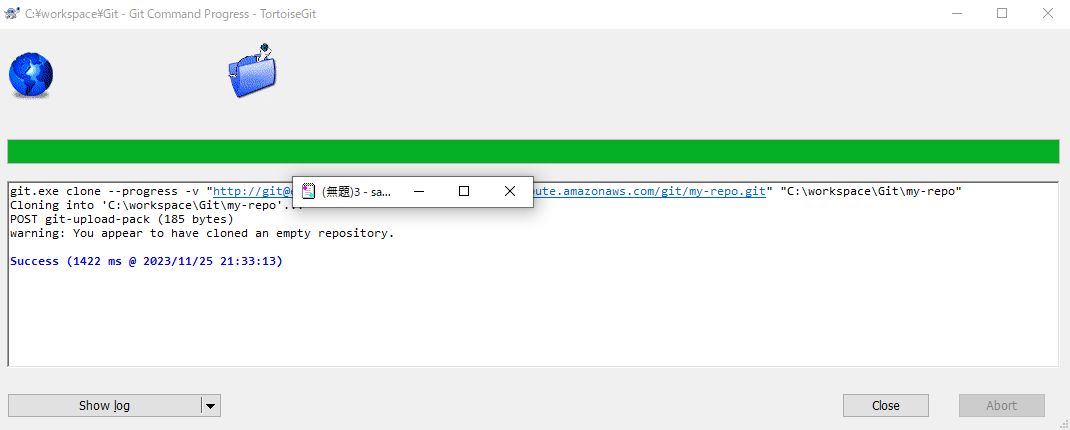 C:¥workspace¥Git - Git Command Progress - TortoiseGit
git.exe clone --progress -v "http://git@ute.amazonaws.com/git/my-repo.git" "C:\workspace\Git\my-repo"
(無題)3 - sa...
Cloning into 'C:\workspace\Git\my-repo'...
POST git-upload-pack (185 bytes)
warning: You appear to have cloned an empty repository.
Success (1422 ms @ 2023/11/25 21:33:13)
Show log
Close
Abort